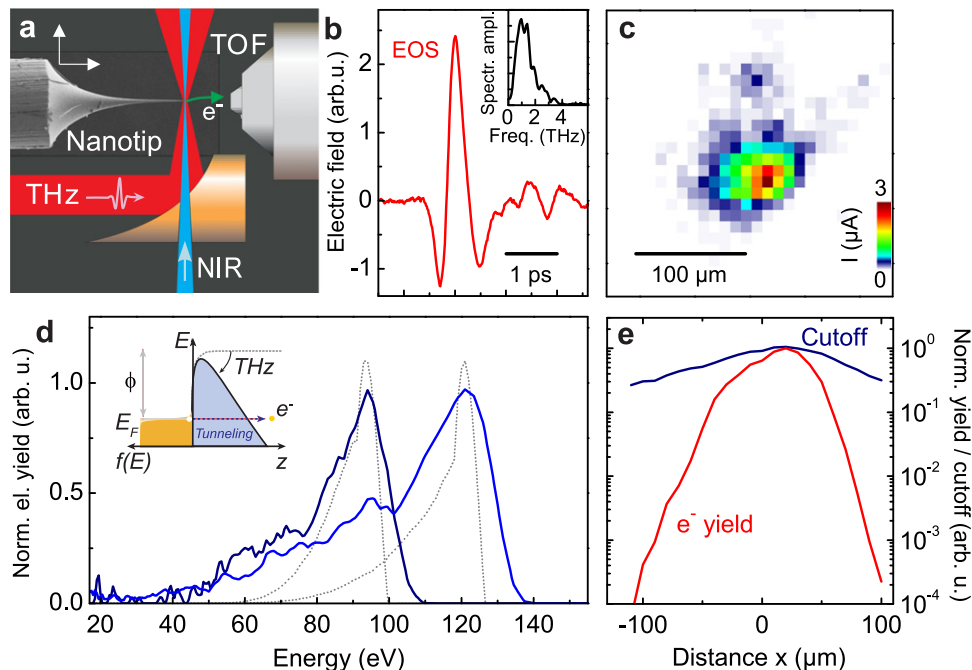 a
TOF
e-
Nanotip
THz
NIR
b
EOS
Electric field (arb.u.)
2
1
0
-1
1 ps
Spectr. ampl.
0 2 4
Freq. (THz)
c
100 µm
I (µA)
3
0
d
Norm. el. yield (arb. u.)
1.0
0.5
0.0
E
THz
ϕ
E_F
e-
Tunneling
f(E)
z
20 40 60 80 100 120 140
Energy (eV)
e
Cutoff
e- yield
10^0
10^-1
10^-2
10^-3
10^-4
Norm. yield / cutoff (arb. u.)
-100 0 100
Distance x (µm)